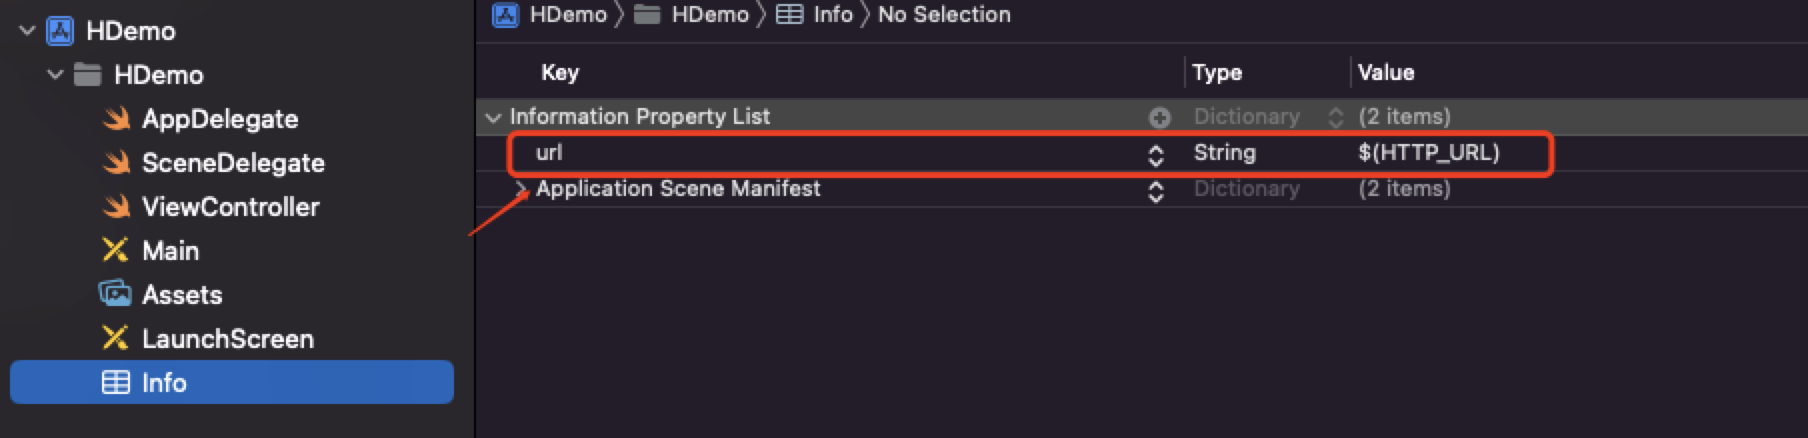 HDemo
HDemo
AppDelegate
SceneDelegate
ViewController
Main
Assets
LaunchScreen
Info
HDemo HDemo Info No Selection
Key Type Value
Information Property List Dictionary (2 items)
url String $(HTTP_URL)
Application Scene Manifest Dictionary (2 items)